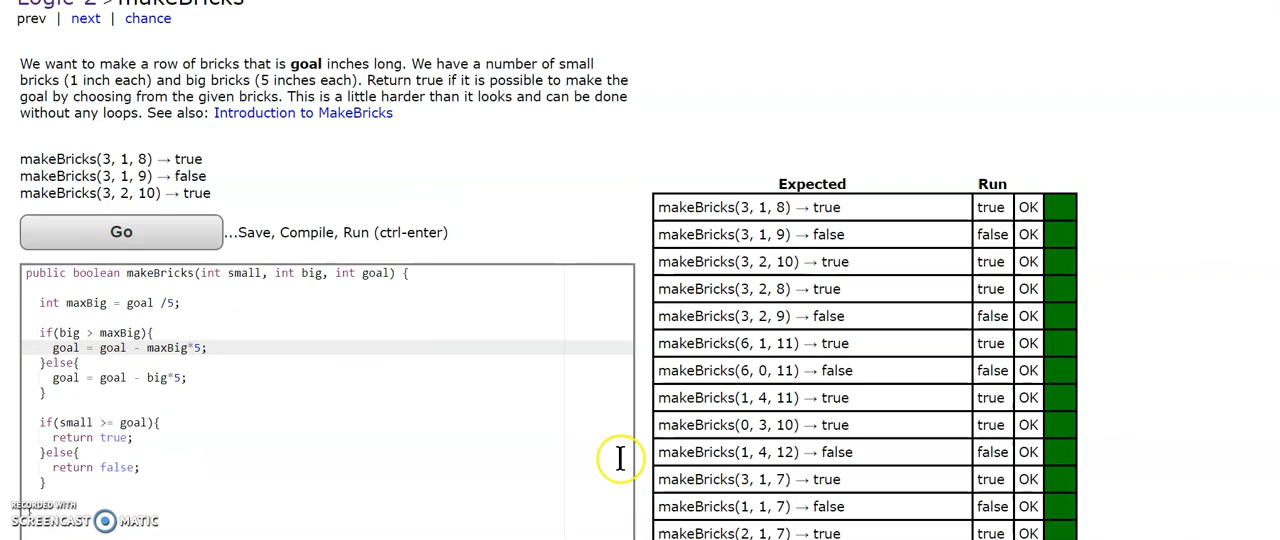 Logic-2 > makeBricks
prev | next | chance
We want to make a row of bricks that is goal inches long. We have a number of small
bricks (1 inch each) and big bricks (5 inches each). Return true if it is possible to make the
goal by choosing from the given bricks. This is a little harder than it looks and can be done
without any loops. See also: Introduction to MakeBricks
makeBricks(3, 1, 8) → true
makeBricks(3, 1, 9) → false
makeBricks(3, 2, 10) → true
Go ...Save, Compile, Run (ctrl-enter)
public boolean makeBricks(int small, int big, int goal) {
int maxBig = goal /5;
if(big > maxBig){
goal = goal - maxBig*5;
}else{
goal = goal - big*5;
}
if(small >= goal){
return true;
}else{
return false;
}
}
RECORDED WITH
SCREENCAST MATIC
Expected Run
makeBricks(3, 1, 8) → true true OK
makeBricks(3, 1, 9) → false false OK
makeBricks(3, 2, 10) → true true OK
makeBricks(3, 2, 8) → true true OK
makeBricks(3, 2, 9) → false false OK
makeBricks(6, 1, 11) → true true OK
makeBricks(6, 0, 11) → false false OK
makeBricks(1, 4, 11) → true true OK
makeBricks(0, 3, 10) → true true OK
makeBricks(1, 4, 12) → false false OK
makeBricks(3, 1, 7) → true true OK
makeBricks(1, 1, 7) → false false OK
makeBricks(2, 1, 7) → true true OK